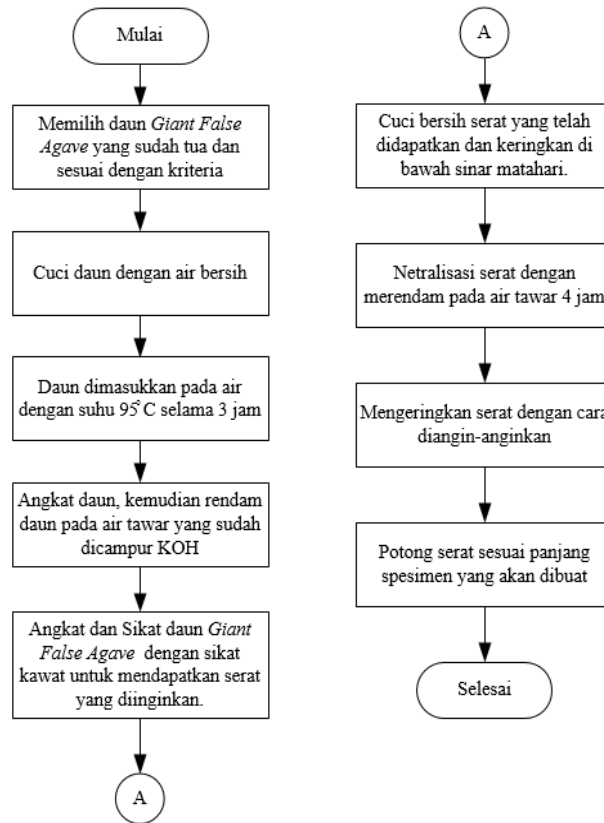 Mulai
Memilih daun Giant False
Agave yang sudah tua dan
sesuai dengan kriteria
Cuci daun dengan air bersih
Daun dimasukkan pada air
dengan suhu 95°C selama 3 jam
Angkat daun, kemudian rendam
daun pada air tawar yang sudah
dicampur KOH
Angkat dan Sikat daun Giant
False Agave dengan sikat
kawat untuk mendapatkan serat
yang diinginkan.
A
A
Cuci bersih serat yang telah
didapatkan dan keringkan di
bawah sinar matahari.
Netralisasi serat dengan
merendam pada air tawar 4 jam
Mengeringkan serat dengan cara
diangin-anginkan
Potong serat sesuai panjang
spesimen yang akan dibuat
Selesai